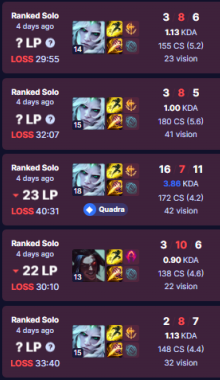 Ranked Solo
4 days ago
? LP ?
LOSS 29:55
14
3 8 6
1.13 KDA
155 CS (5.2)
23 vision
Ranked Solo
4 days ago
? LP ?
LOSS 32:07
15
3 8 5
1.00 KDA
180 CS (5.6)
41 vision
Ranked Solo
4 days ago
23 LP
LOSS 40:31
18
Quadra
16 7 11
3.86 KDA
172 CS (4.2)
42 vision
Ranked Solo
4 days ago
22 LP
LOSS 30:10
13
3 10 6
0.90 KDA
138 CS (4.6)
22 vision
Ranked Solo
4 days ago
? LP ?
LOSS 33:40
15
2 8 7
1.13 KDA
148 CS (4.4)
32 vision